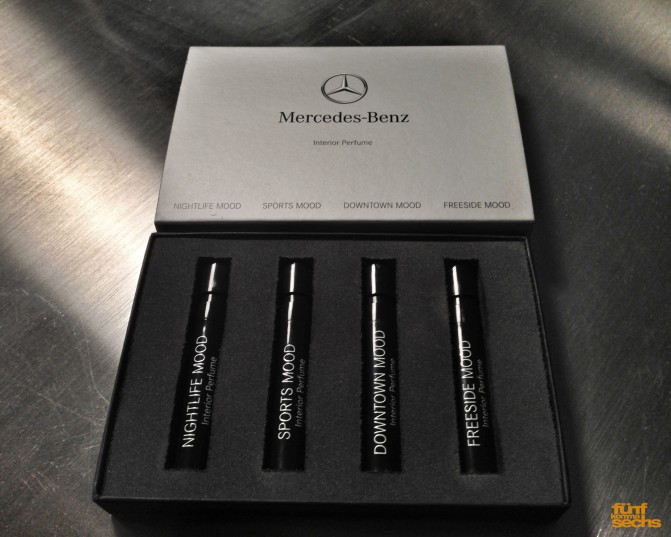 Mercedes-Benz
Interior Perfume
NIGHTLIFE MOOD SPORTS MOOD DOWNTOWN MOOD FREESIDE MOOD
NIGHTLIFE MOOD
Interior Perfume
SPORTS MOOD
Interior Perfume
DOWNTOWN MOOD
Interior Perfume
FREESIDE MOOD
Interior Perfume
fünf
komma
sechs